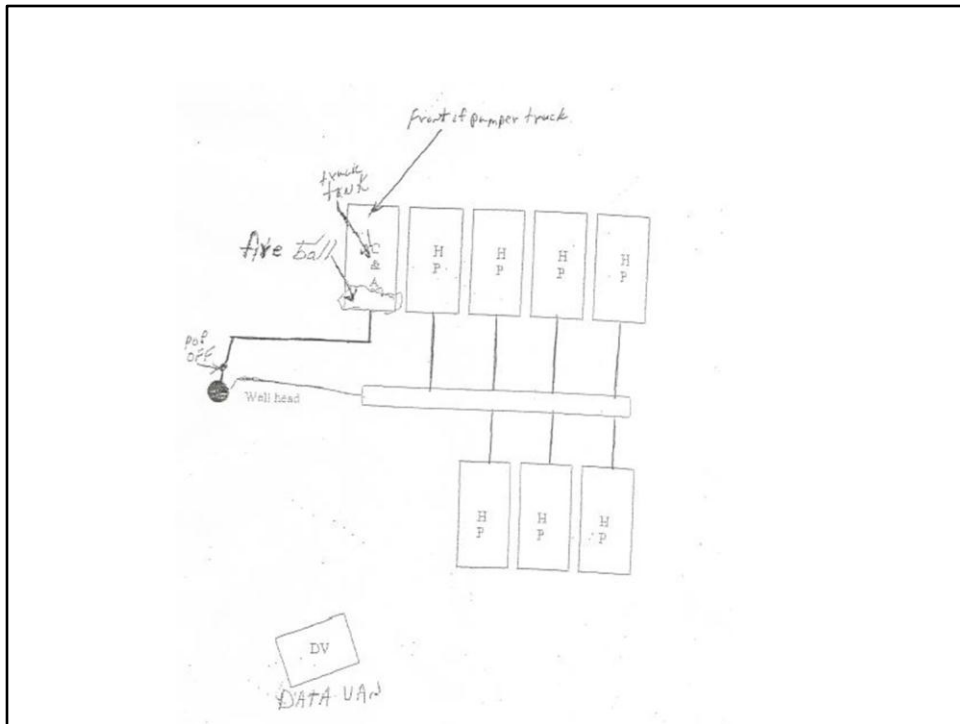 Front of pumper truck
truck
TANK
fire ball
C
&
A
H
P
H
P
H
P
H
P
POP
OFF
Well head
H
P
H
P
H
P
DV
DATA VAN